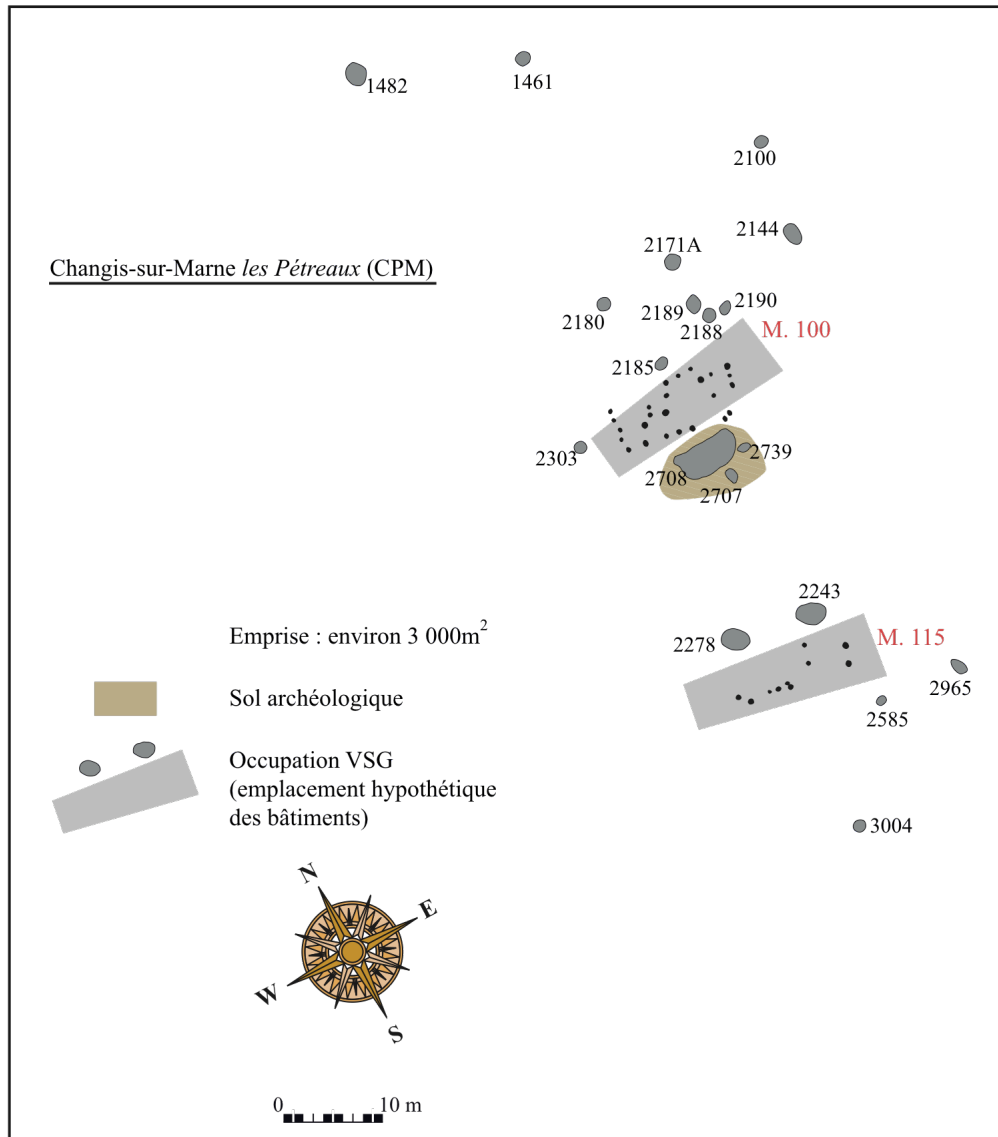 1482
1461
2100
2144
2171A
Changis-sur-Marne les Pétreaux (CPM)
2180
2189
2190
2188
M. 100
2185
2303
2739
2708
2707
2243
Emprise : environ 3 000m²
2278
M. 115
2965
Sol archéologique
2585
Occupation VSG
(emplacement hypothétique
des bâtiments)
3004
N
E
W
S
0 10 m